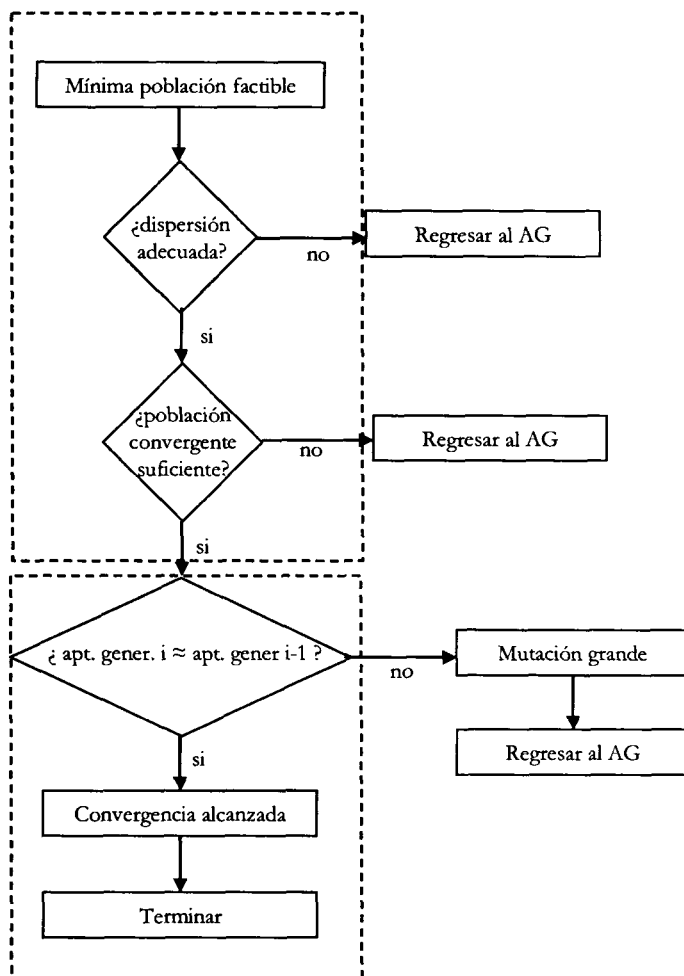 Mínima población factible
¿dispersión
adecuada?
no
Regresar al AG
si
¿población
convergente
suficiente?
no
Regresar al AG
si
¿ apt. gener. i ≈ apt. gener i-1 ?
no
Mutación grande
Regresar al AG
si
Convergencia alcanzada
Terminar